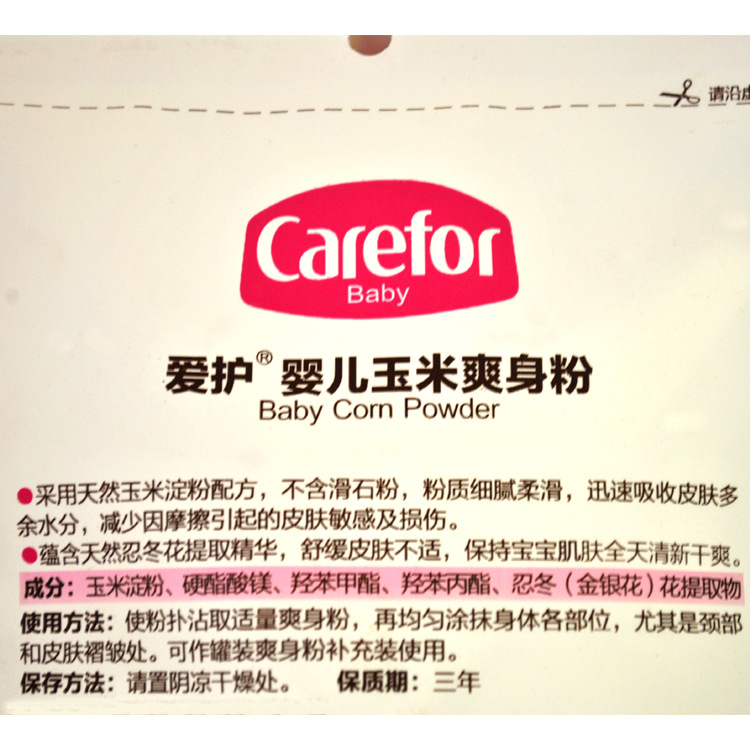 请沿虚
Carefor
Baby
爱护® 婴儿玉米爽身粉
Baby Corn Powder
●采用天然玉米淀粉配方，不含滑石粉，粉质细腻柔滑，迅速吸收皮肤多
余水分，减少因摩擦引起的皮肤敏感及损伤。
●蕴含天然忍冬花提取精华，舒缓皮肤不适，保持宝宝肌肤全天清新干爽。
成分：玉米淀粉、硬酯酸镁、羟苯甲酯、羟苯丙酯、忍冬（金银花）花提取物
使用方法：使粉扑沾取适量爽身粉，再均匀涂抹身体各部位，尤其是颈部
和皮肤褶皱处。可作罐装爽身粉补充装使用。
保存方法：请置阴凉干燥处。 保质期：三年